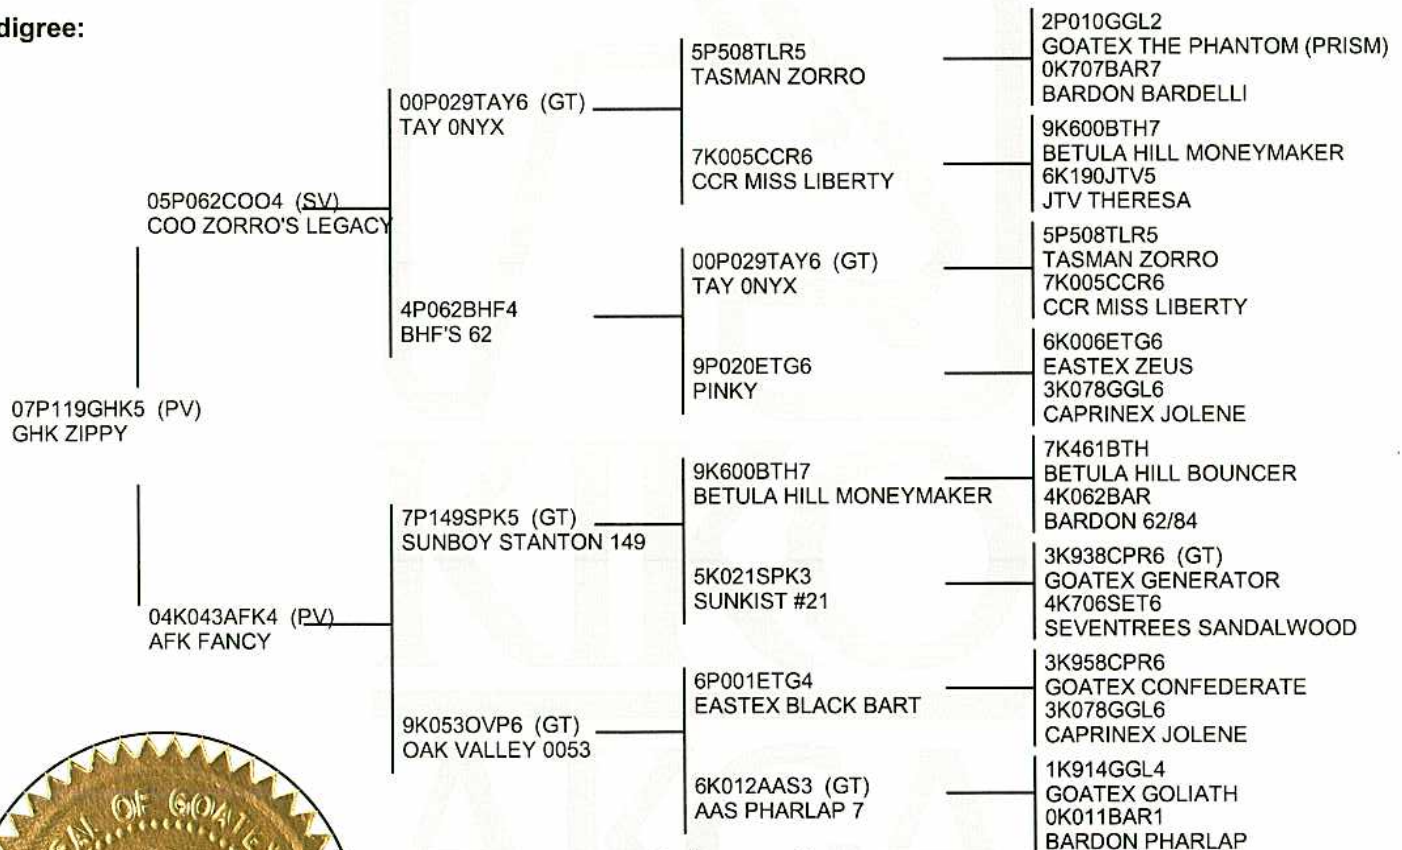 digree:
07P119GHK5 (PV)
GHK ZIPPY
05P062COO4 (SV)
COO ZORRO'S LEGACY
04K043AFK4 (PV)
AFK FANCY
00P029TAY6 (GT)
TAY 0NYX
4P062BHF4
BHF'S 62
7P149SPK5 (GT)
SUNBOY STANTON 149
9K053OVP6 (GT)
OAK VALLEY 0053
5P508TLR5
TASMAN ZORRO
7K005CCR6
CCR MISS LIBERTY
00P029TAY6 (GT)
TAY 0NYX
9P020ETG6
PINKY
9K600BTH7
BETULA HILL MONEYMAKER
5K021SPK3
SUNKIST #21
6P001ETG4
EASTEX BLACK BART
6K012AAS3 (GT)
AAS PHARLAP 7
2P010GGL2
GOATEX THE PHANTOM (PRISM)
0K707BAR7
BARDON BARDELLI
9K600BTH7
BETULA HILL MONEYMAKER
6K190JTV5
JTV THERESA
5P508TLR5
TASMAN ZORRO
7K005CCR6
CCR MISS LIBERTY
6K006ETG6
EASTEX ZEUS
3K078GGL6
CAPRINEX JOLENE
7K461BTH
BETULA HILL BOUNCER
4K062BAR
BARDON 62/84
3K938CPR6 (GT)
GOATEX GENERATOR
4K706SET6
SEVENTREES SANDALWOOD
3K958CPR6
GOATEX CONFEDERATE
3K078GGL6
CAPRINEX JOLENE
1K914GGL4
GOATEX GOLIATH
0K011BAR1
BARDON PHARLAP
OF